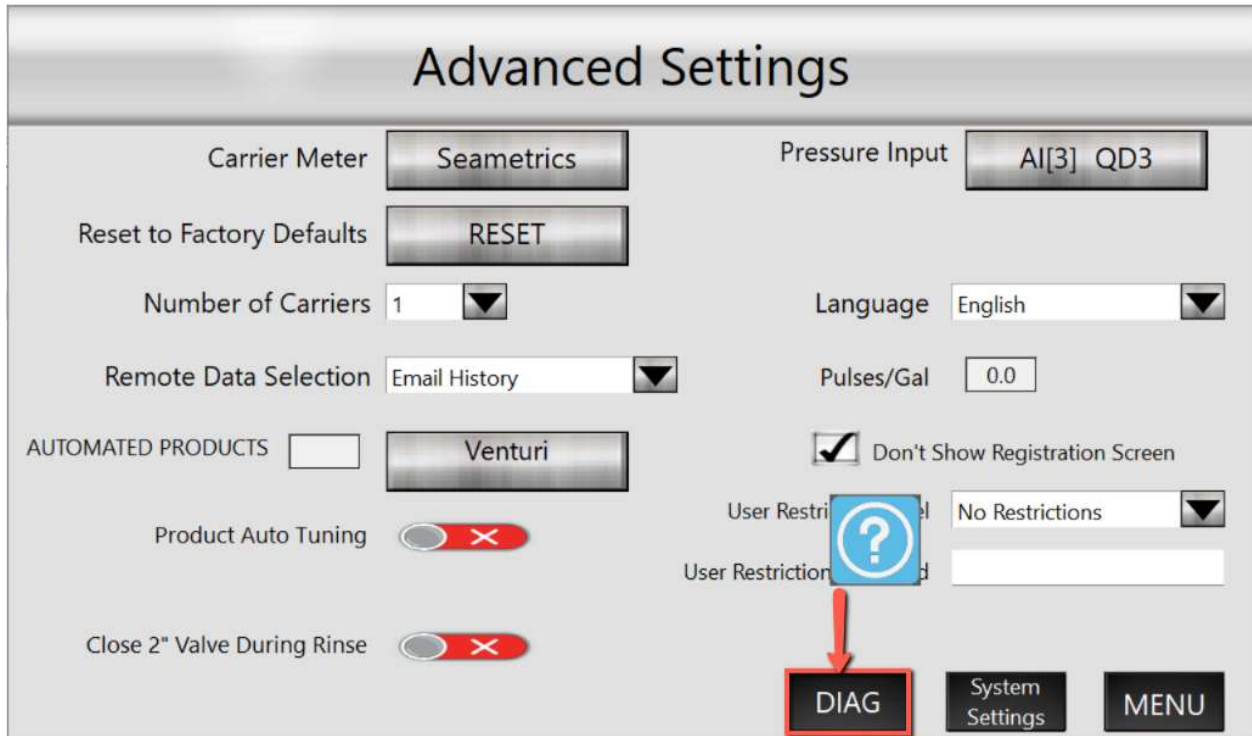 Advanced Settings
Carrier Meter
Seametrics
Pressure Input
AI[3] QD3
Reset to Factory Defaults
RESET
Number of Carriers
1
Language
English
Remote Data Selection
Email History
Pulses/Gal
0.0
AUTOMATED PRODUCTS
Venturi
Don't Show Registration Screen
User
No Restrictions
Product Auto Tuning
?
User Restriction
Close 2" Valve During Rinse
DIAG
System
Settings
MENU